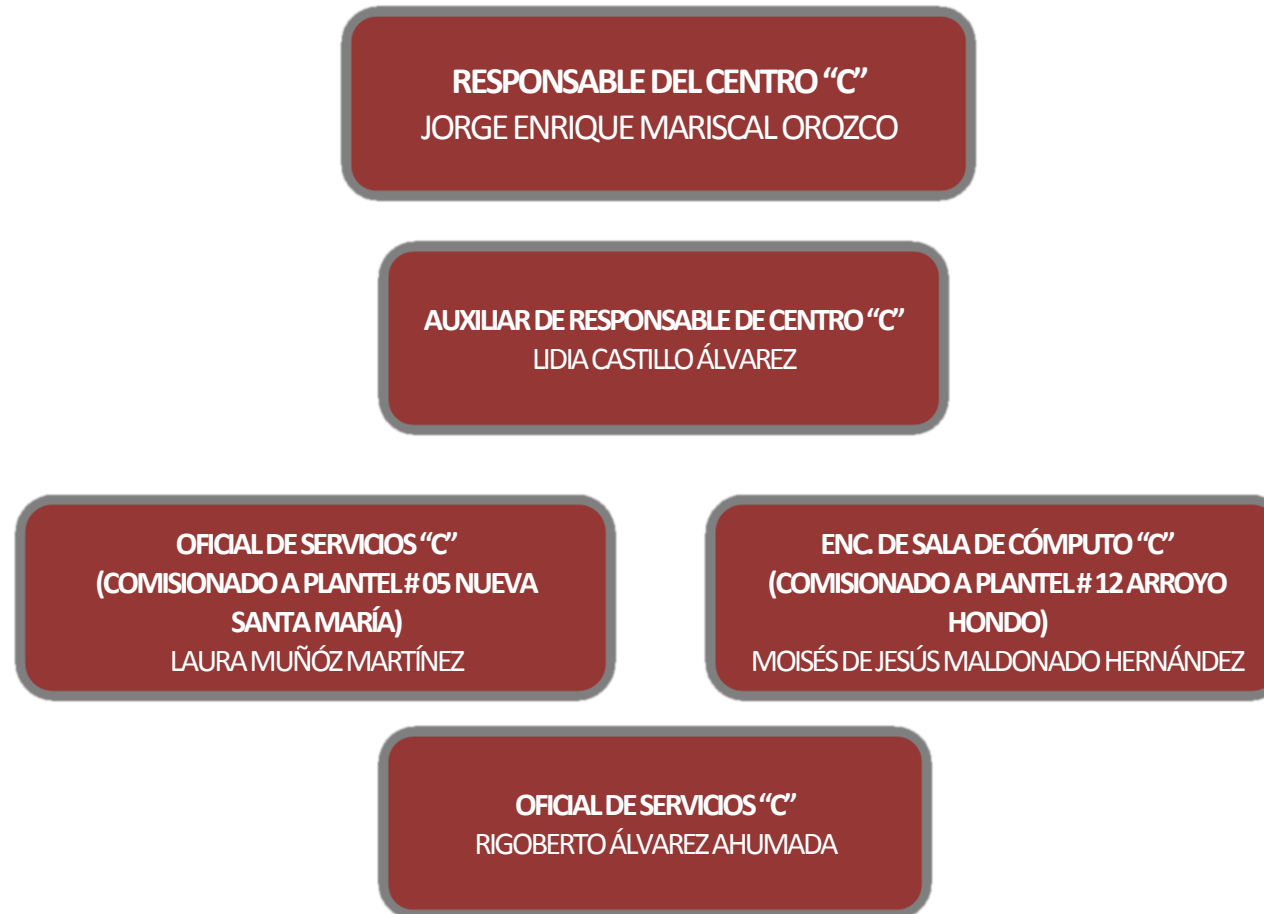 RESPONSABLE DEL CENTRO “C”
JORGE ENRIQUE MARISCAL OROZCO
AUXILIAR DE RESPONSABLE DE CENTRO “C”
LIDIA CASTILLO ÁLVAREZ
OFICIAL DE SERVICIOS “C”
(COMISIONADO A PLANTEL # 05 NUEVA
SANTA MARÍA)
LAURA MUÑÓZ MARTÍNEZ
ENC. DE SALA DE CÓMPUTO “C”
(COMISIONADO A PLANTEL # 12 ARROYO
HONDO)
MOISÉS DE JESÚS MALDONADO HERNÁNDEZ
OFICIAL DE SERVICIOS “C”
RIGOBERTO ÁLVAREZ AHUMADA